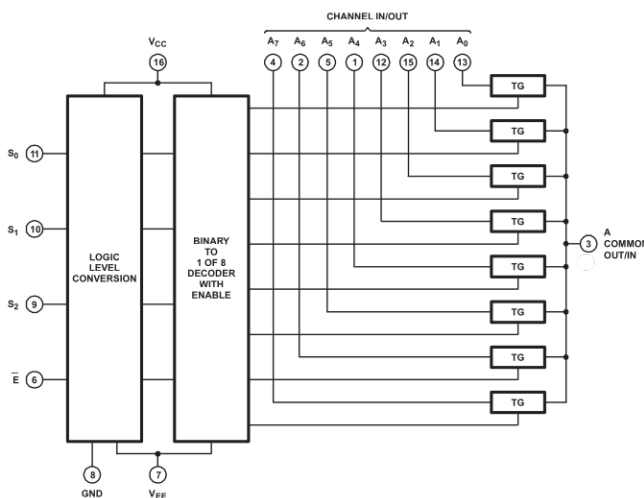 CHANNEL IN/OUT
VCC
A7 A6 A5 A4 A3 A2 A1 A0
16
4 2 5 1 12 15 14 13
TG
TG
S0 11
TG
TG
S1 10
LOGIC
LEVEL
CONVERSION
BINARY
TO
1 OF 8
DECODER
WITH
ENABLE
3
A
COMMON
OUT/IN
TG
S2 9
TG
E̅ 6
TG
TG
8
7
GND
VEE